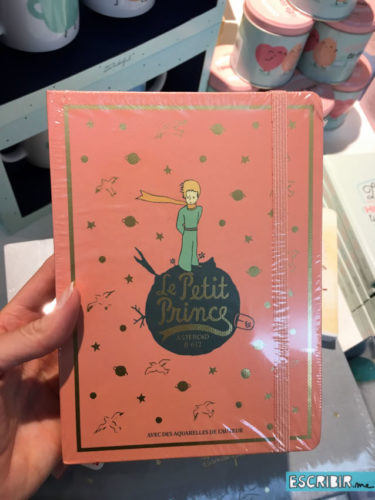 Le Petit
Prince
ASTEROID
B 612
AVEC DES AQUARELLES DE L'AUTEUR
ESCRIBIR.me